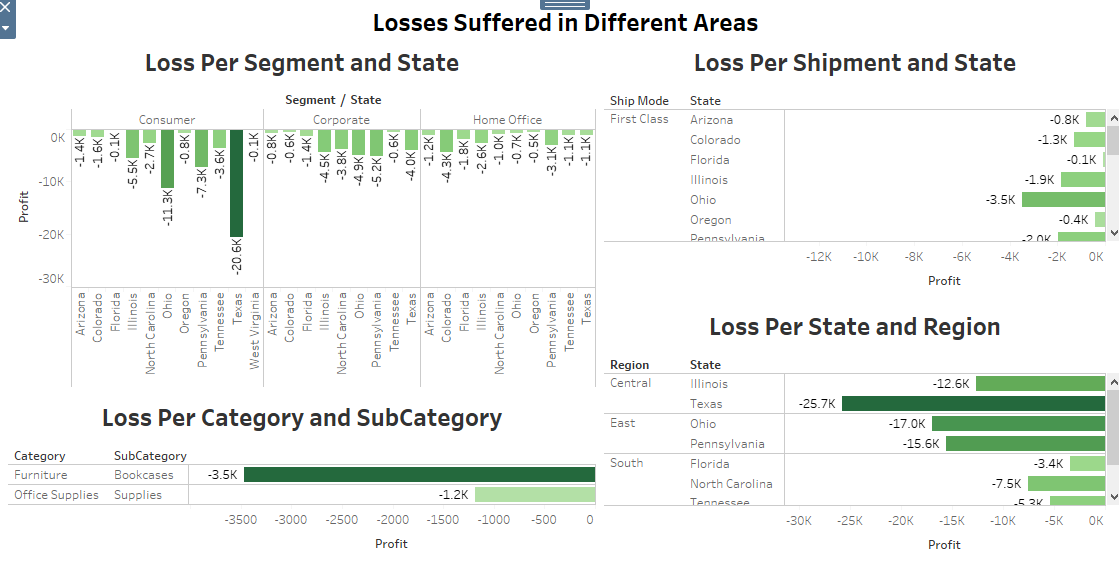 Losses Suffered in Different Areas
Loss Per Segment and State
Segment / State
Consumer Corporate Home Office
0K
-10K
-20K
-30K
Profit
-1.4K -1.6K -0.1K -5.5K -2.7K -11.3K -0.8K -7.3K -3.6K -20.6K -0.1K
-0.8K -0.6K -1.4K -4.5K -3.8K -4.9K -5.2K -0.6K -4.0K
-1.2K -4.3K -1.8K -2.6K -1.0K -0.7K -0.5K -3.1K -1.1K -1.1K
Arizona Colorado Florida Illinois North Carolina Ohio Oregon Pennsylvania Tennessee Texas West Virginia
Arizona Colorado Florida Illinois North Carolina Ohio Pennsylvania Tennessee Texas
Arizona Colorado Florida Illinois North Carolina Ohio Oregon Pennsylvania Tennessee Texas
Loss Per Category and SubCategory
Category SubCategory
Furniture Bookcases -3.5K
Office Supplies Supplies -1.2K
-3500 -3000 -2500 -2000 -1500 -1000 -500 0
Profit
Loss Per Shipment and State
Ship Mode State
First Class Arizona -0.8K
Colorado -1.3K
Florida -0.1K
Illinois -1.9K
Ohio -3.5K
Oregon -0.4K
Pennsylvania -2.0K
-12K -10K -8K -6K -4K -2K 0K
Profit
Loss Per State and Region
Region State
Central Illinois -12.6K
Texas -25.7K
East Ohio -17.0K
Pennsylvania -15.6K
South Florida -3.4K
North Carolina -7.5K
Tennessee -5.3K
-30K -25K -20K -15K -10K -5K 0K
Profit